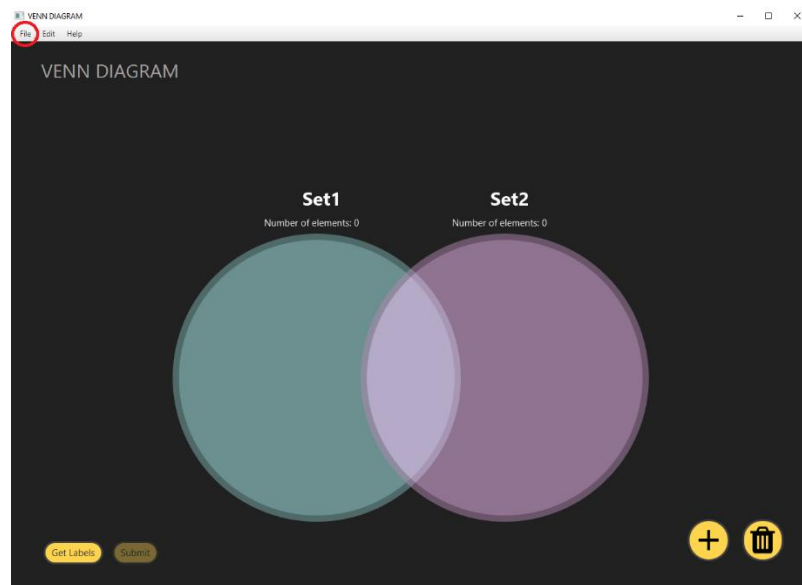 VENN DIAGRAM
File Edit Help
VENN DIAGRAM
Set1 Set2
Number of elements: 0 Number of elements: 0
Get Labels Submit